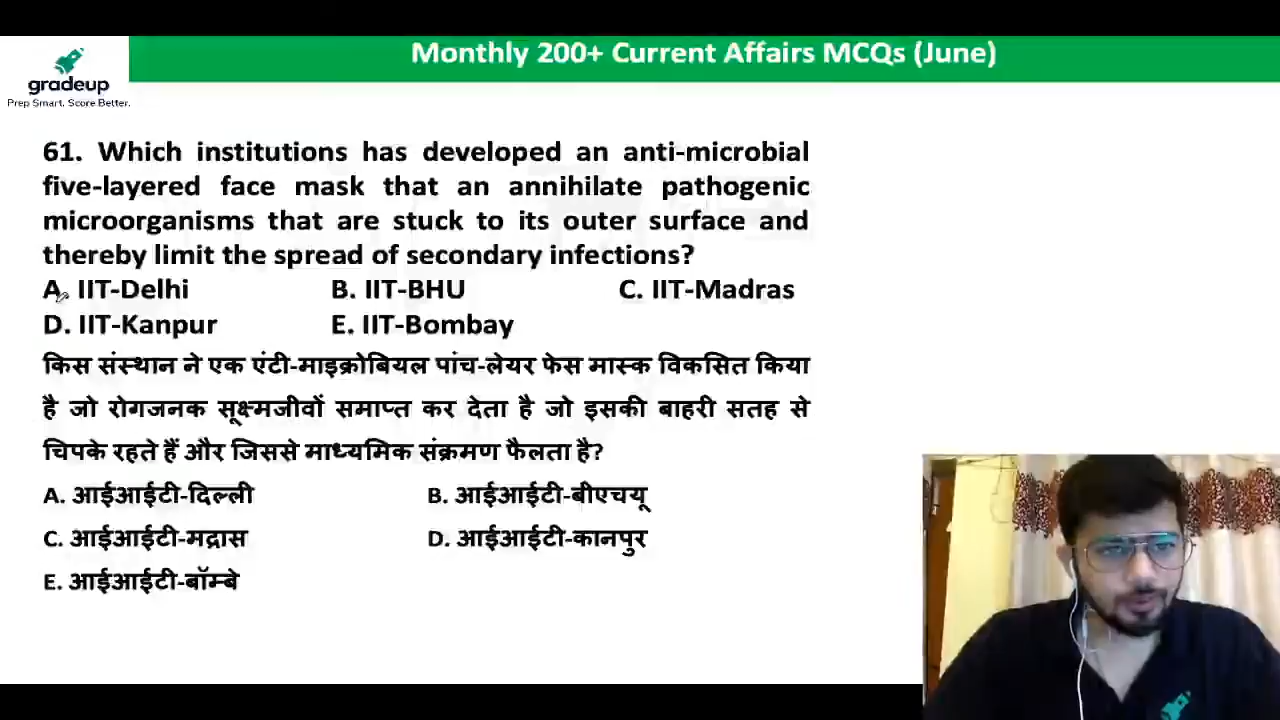 Monthly 200+ Current Affairs MCQs (June)
gradeup
Prep Smart. Score Better.
61. Which institutions has developed an anti-microbial
five-layered face mask that an annihilate pathogenic
microorganisms that are stuck to its outer surface and
thereby limit the spread of secondary infections?
A. IIT-Delhi B. IIT-BHU C. IIT-Madras
D. IIT-Kanpur E. IIT-Bombay
किस संस्थान ने एक एंटी-माइक्रोबियल पांच-लेयर फेस मास्क विकसित किया
है जो रोगजनक सूक्ष्मजीवों समाप्त कर देता है जो इसकी बाहरी सतह से
चिपके रहते हैं और जिससे माध्यमिक संक्रमण फैलता है?
A. आईआईटी-दिल्ली B. आईआईटी-बीएचयू
C. आईआईटी-मद्रास D. आईआईटी-कानपुर
E. आईआईटी-बॉम्बे